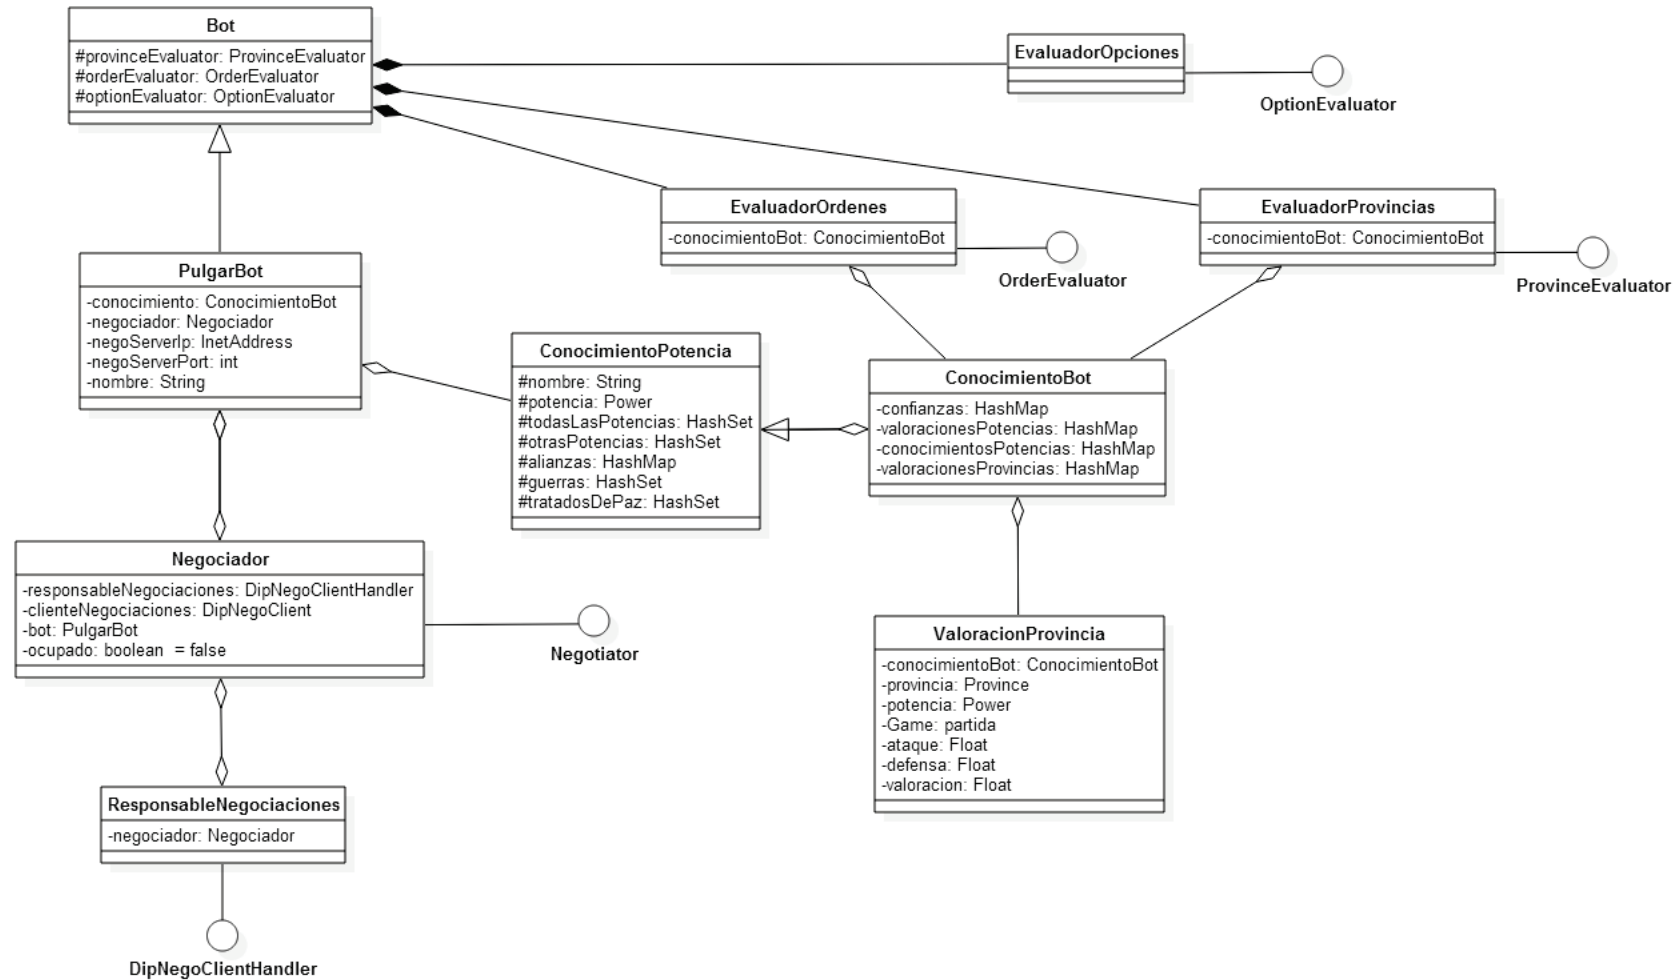 Bot
#provinceEvaluator: ProvinceEvaluator
#orderEvaluator: OrderEvaluator
#optionEvaluator: OptionEvaluator
EvaluadorOpciones
OptionEvaluator
EvaluadorOrdenes
-conocimientoBot: ConocimientoBot
OrderEvaluator
EvaluadorProvincias
-conocimientoBot: ConocimientoBot
ProvinceEvaluator
PulgarBot
-conocimiento: ConocimientoBot
-negociador: Negociador
-negoServerIp: InetAddress
-negoServerPort: int
-nombre: String
ConocimientoPotencia
#nombre: String
#potencia: Power
#todasLasPotencias: HashSet
#otrasPotencias: HashSet
#alianzas: HashMap
#guerras: HashSet
#tratadosDePaz: HashSet
ConocimientoBot
-confianzas: HashMap
-valoracionesPotencias: HashMap
-conocimientosPotencias: HashMap
-valoracionesProvincias: HashMap
Negociador
-responsableNegociaciones: DipNegoClientHandler
-clienteNegociaciones: DipNegoClient
-bot: PulgarBot
-ocupado: boolean = false
Negotiator
ValoracionProvincia
-conocimientoBot: ConocimientoBot
-provincia: Province
-potencia: Power
-Game: partida
-ataque: Float
-defensa: Float
-valoracion: Float
ResponsableNegociaciones
-negociador: Negociador
DipNegoClientHandler